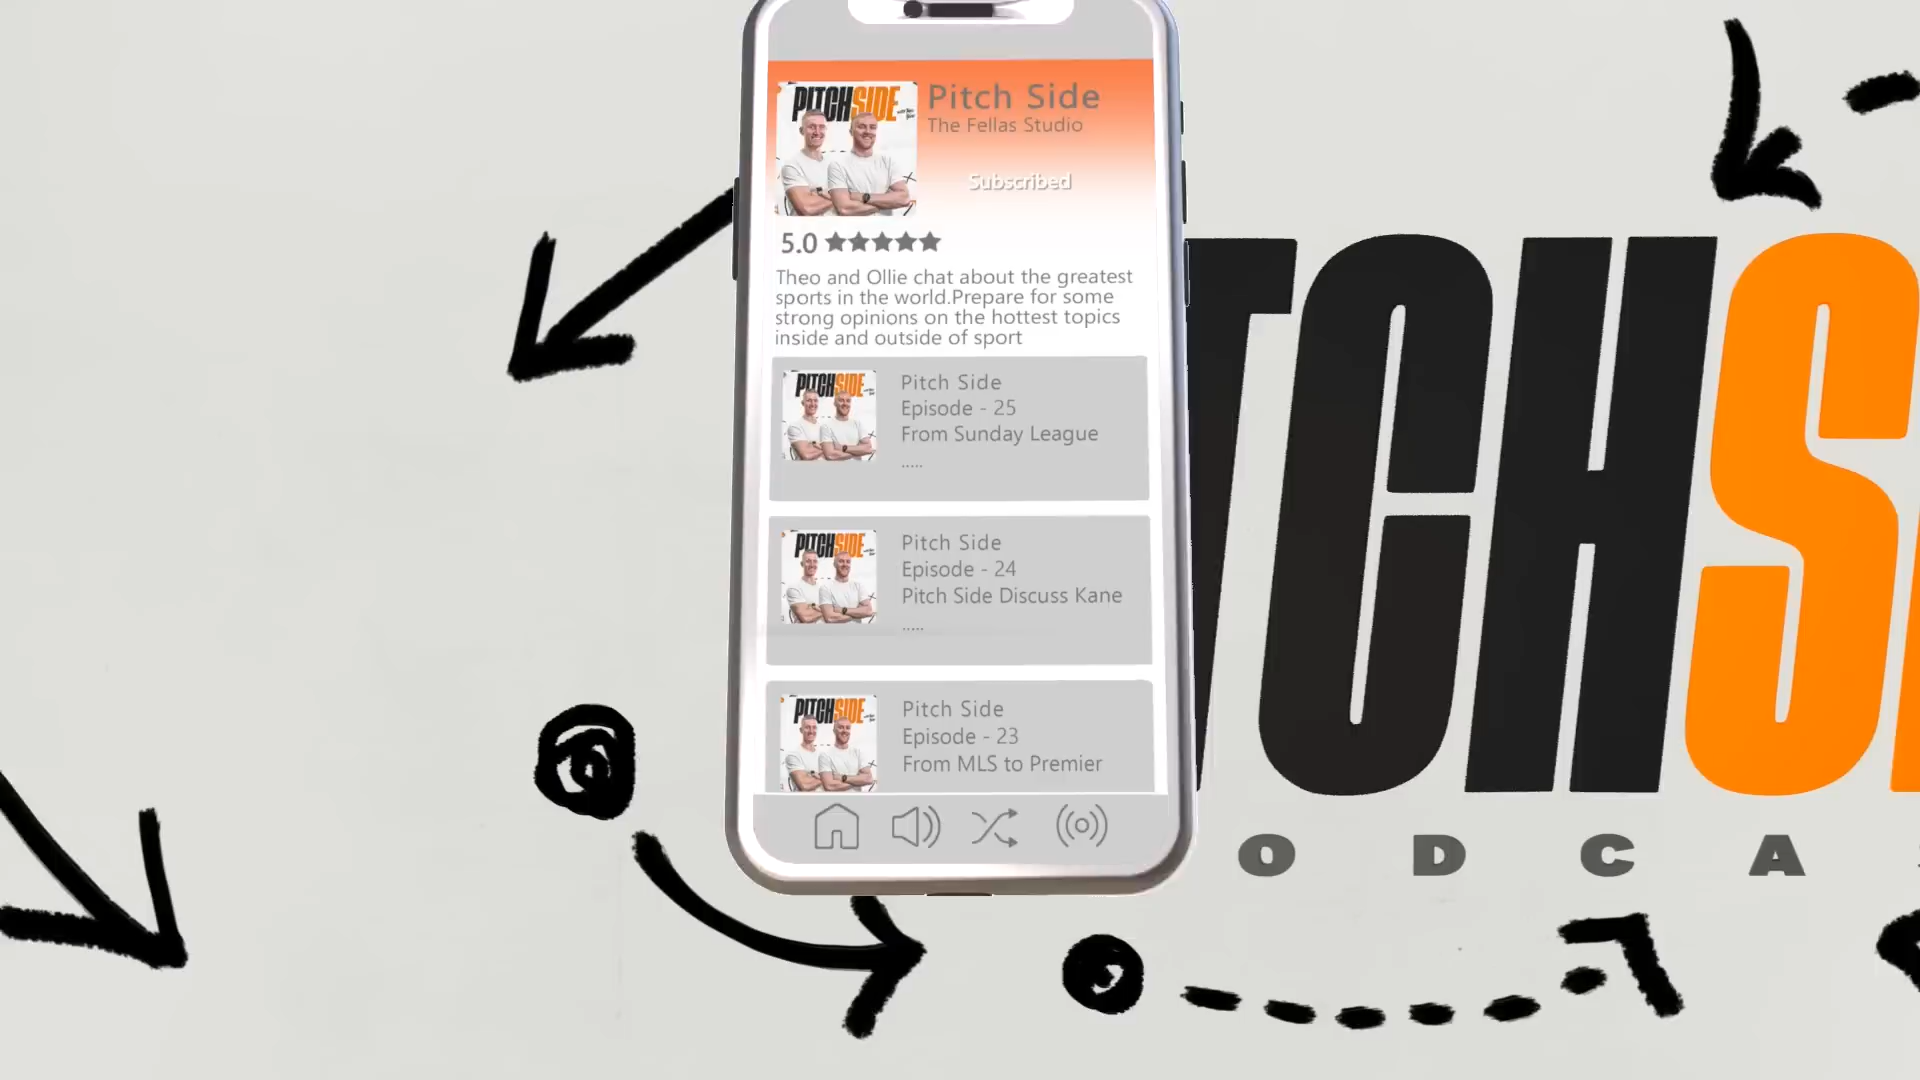 PITCHSIDE
Pitch Side
The Fellas Studio
Subscribed
5.0 ★★★★★
Theo and Ollie chat about the greatest
sports in the world.Prepare for some
strong opinions on the hottest topics
inside and outside of sport
PITCHSIDE
Pitch Side
Episode - 25
From Sunday League
.....
PITCHSIDE
Pitch Side
Episode - 24
Pitch Side Discuss Kane
.....
PITCHSIDE
Pitch Side
Episode - 23
From MLS to Premier
TCHS
ODCA